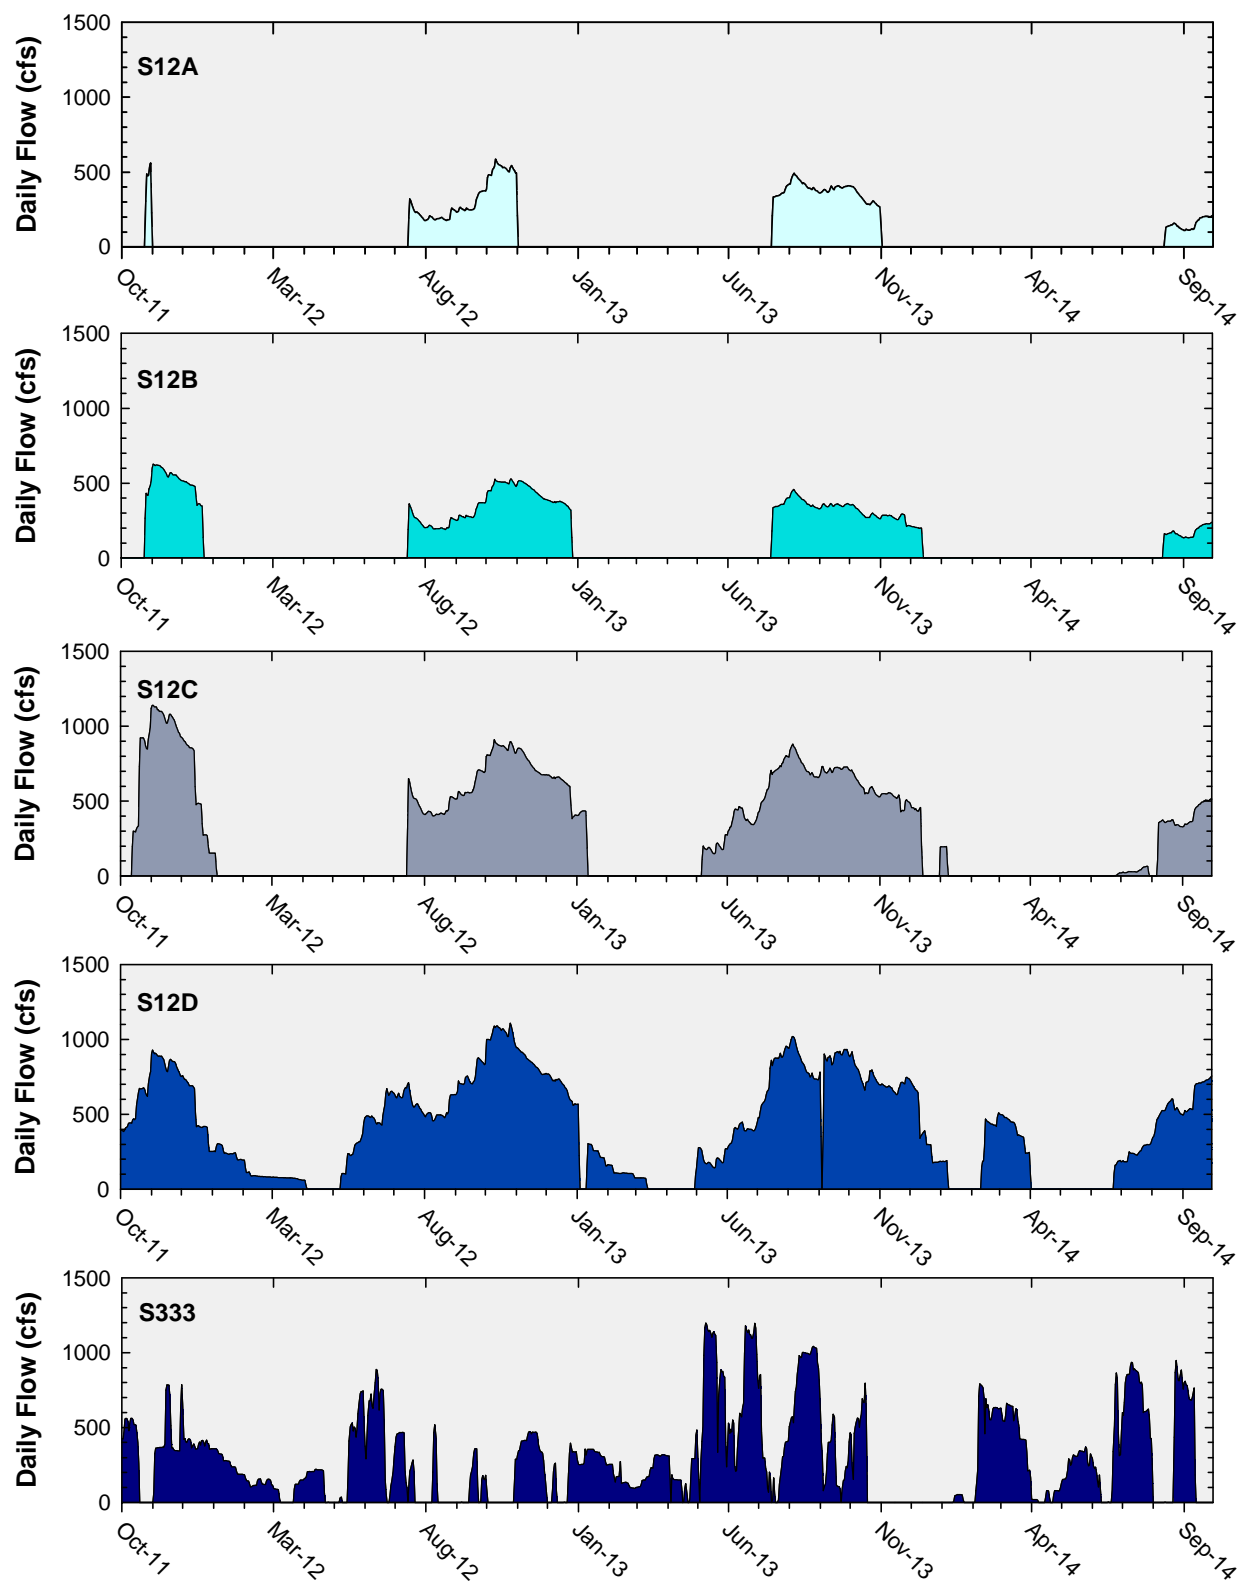 1500
S12A
1000
500
0
Daily Flow (cfs)
Oct-11 Mar-12 Aug-12 Jan-13 Jun-13 Nov-13 Apr-14 Sep-14
1500
S12B
1000
500
0
Daily Flow (cfs)
Oct-11 Mar-12 Aug-12 Jan-13 Jun-13 Nov-13 Apr-14 Sep-14
1500
S12C
1000
500
0
Daily Flow (cfs)
Oct-11 Mar-12 Aug-12 Jan-13 Jun-13 Nov-13 Apr-14 Sep-14
1500
S12D
1000
500
0
Daily Flow (cfs)
Oct-11 Mar-12 Aug-12 Jan-13 Jun-13 Nov-13 Apr-14 Sep-14
1500
S333
1000
500
0
Daily Flow (cfs)
Oct-11 Mar-12 Aug-12 Jan-13 Jun-13 Nov-13 Apr-14 Sep-14